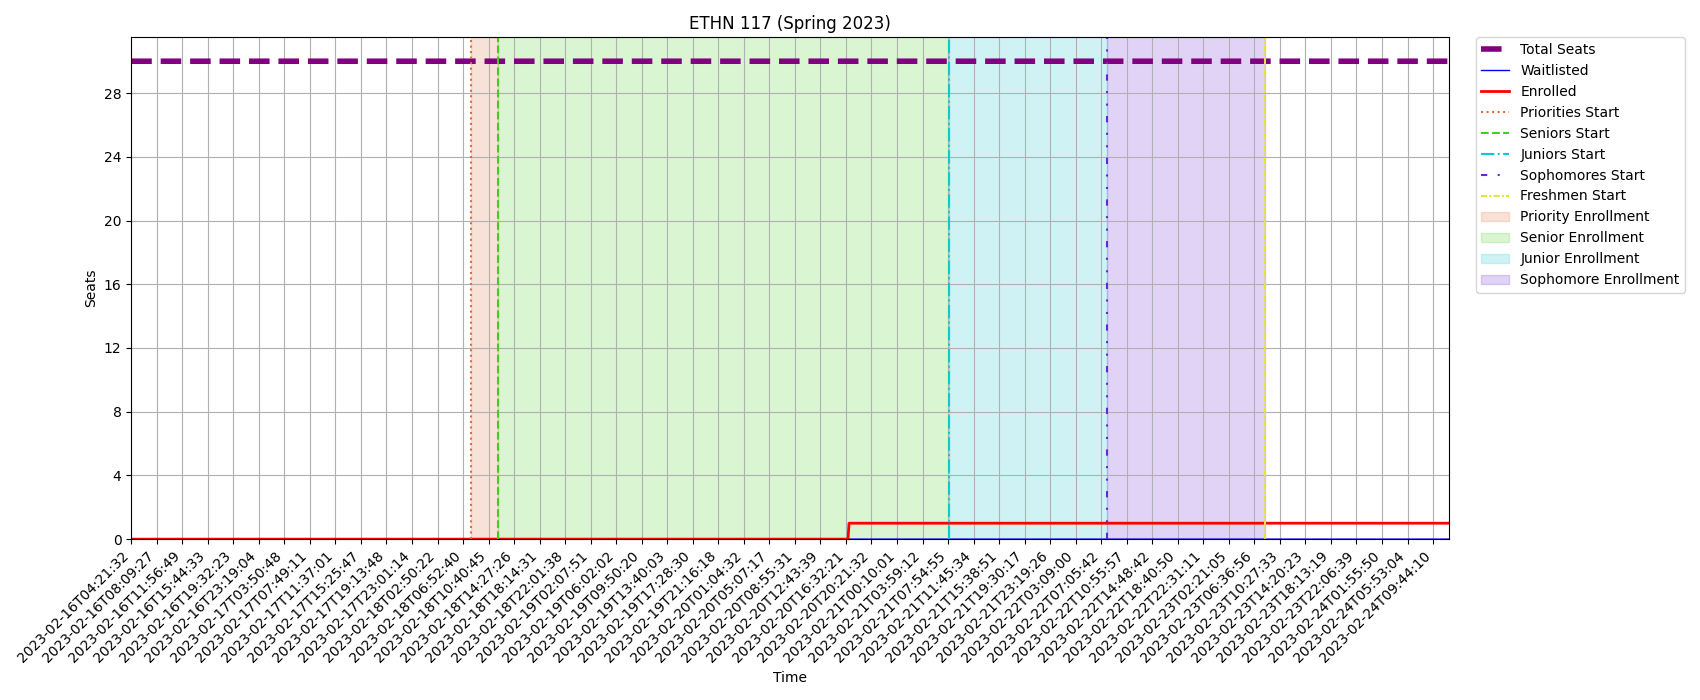 ETHN 117 (Spring 2023)
Total Seats
Waitlisted
Enrolled
Priorities Start
Seniors Start
Juniors Start
Sophomores Start
Freshmen Start
Priority Enrollment
Senior Enrollment
Junior Enrollment
Sophomore Enrollment
Seats
28
24
20
16
12
8
4
0
2023-02-16T04:21:32
2023-02-16T08:09:27
2023-02-16T11:56:49
2023-02-16T15:44:33
2023-02-16T19:32:23
2023-02-16T23:19:04
2023-02-17T03:50:48
2023-02-17T07:49:11
2023-02-17T11:37:01
2023-02-17T15:25:47
2023-02-17T19:13:48
2023-02-17T23:01:14
2023-02-18T02:50:22
2023-02-18T06:52:40
2023-02-18T10:40:45
2023-02-18T14:27:26
2023-02-18T18:14:31
2023-02-18T22:01:38
2023-02-19T02:07:51
2023-02-19T06:02:02
2023-02-19T09:50:20
2023-02-19T13:40:03
2023-02-19T17:28:30
2023-02-19T21:16:18
2023-02-20T01:04:32
2023-02-20T05:07:17
2023-02-20T08:55:31
2023-02-20T12:43:39
2023-02-20T16:32:21
2023-02-20T20:21:32
2023-02-21T00:10:01
2023-02-21T03:59:12
2023-02-21T07:54:55
2023-02-21T11:45:34
2023-02-21T15:38:51
2023-02-21T19:30:17
2023-02-21T23:19:26
2023-02-22T03:09:00
2023-02-22T07:05:42
2023-02-22T10:55:57
2023-02-22T14:48:42
2023-02-22T18:40:50
2023-02-22T22:31:11
2023-02-23T02:21:05
2023-02-23T06:36:56
2023-02-23T10:27:33
2023-02-23T14:20:23
2023-02-23T18:13:19
2023-02-23T22:06:39
2023-02-24T01:55:50
2023-02-24T05:53:04
2023-02-24T09:44:10
Time